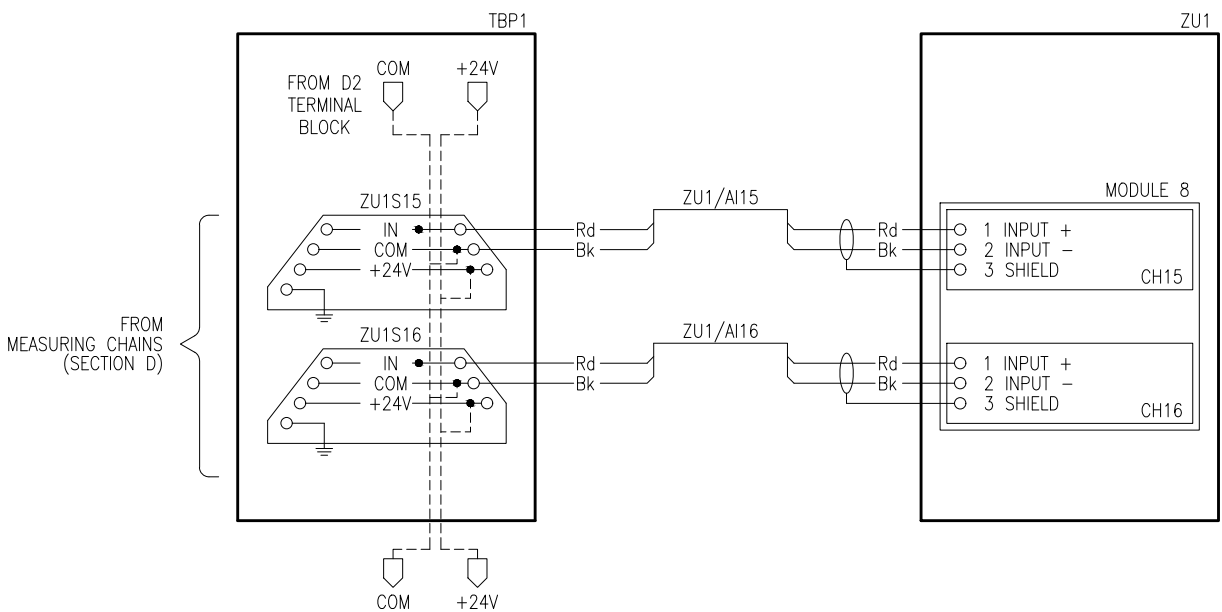 TBP1
ZU1
COM
+24V
FROM D2
TERMINAL
BLOCK
ZU1S15
IN
COM
+24V
Rd
Bk
ZU1/AI15
Rd
Bk
MODULE 8
1 INPUT +
2 INPUT -
3 SHIELD
CH15
FROM
MEASURING CHAINS
(SECTION D)
ZU1S16
IN
COM
+24V
Rd
Bk
ZU1/AI16
Rd
Bk
1 INPUT +
2 INPUT -
3 SHIELD
CH16
COM
+24V